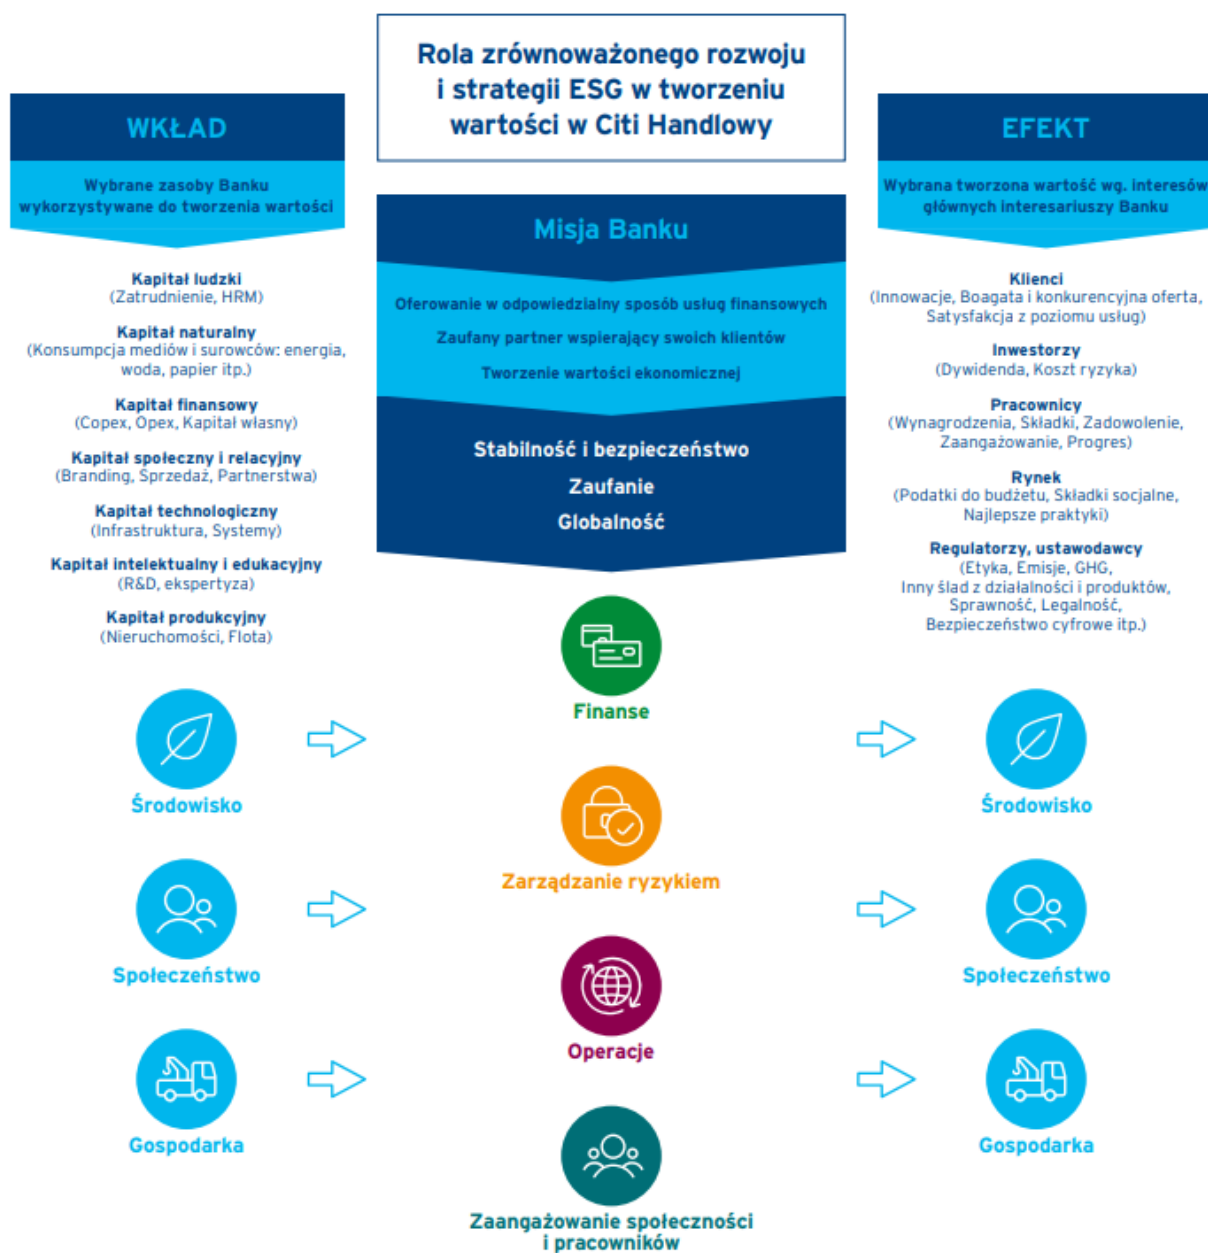 Rola zrównoważonego rozwoju
i strategii ESG w tworzeniu
wartości w Citi Handlowy
WKŁAD
Wybrane zasoby Banku
wykorzystywane do tworzenia wartości
Kapitał ludzki
(Zatrudnienie, HRM)
Kapitał naturalny
(Konsumpcja mediów i surowców: energia,
woda, papier itp.)
Kapitał finansowy
(Copex, Opex, Kapitał własny)
Kapitał społeczny i relacyjny
(Branding, Sprzedaż, Partnerstwa)
Kapitał technologiczny
(Infrastruktura, Systemy)
Kapitał intelektualny i edukacyjny
(R&D, ekspertyza)
Kapitał produkcyjny
(Nieruchomości, Flota)
Środowisko
Społeczeństwo
Gospodarka
Misja Banku
Oferowanie w odpowiedzialny sposób usług finansowych
Zaufany partner wspierający swoich klientów
Tworzenie wartości ekonomicznej
Stabilność i bezpieczeństwo
Zaufanie
Globalność
Finanse
Zarządzanie ryzykiem
Operacje
Zaangażowanie społeczności
i pracowników
EFEKT
Wybrana tworzona wartość wg. interesów
głównych interesariuszy Banku
Klienci
(Innowacje, Boagata i konkurencyjna oferta,
Satysfakcja z poziomu usług)
Inwestorzy
(Dywidenda, Koszt ryzyka)
Pracownicy
(Wynagrodzenia, Składki, Zadowolenie,
Zaangażowanie, Progres)
Rynek
(Podatki do budżetu, Składki socjalne,
Najlepsze praktyki)
Regulatorzy, ustawodawcy
(Etyka, Emisje, GHG,
Inny ślad z działalności i produktów,
Sprawność, Legalność,
Bezpieczeństwo cyfrowe itp.)
Środowisko
Społeczeństwo
Gospodarka